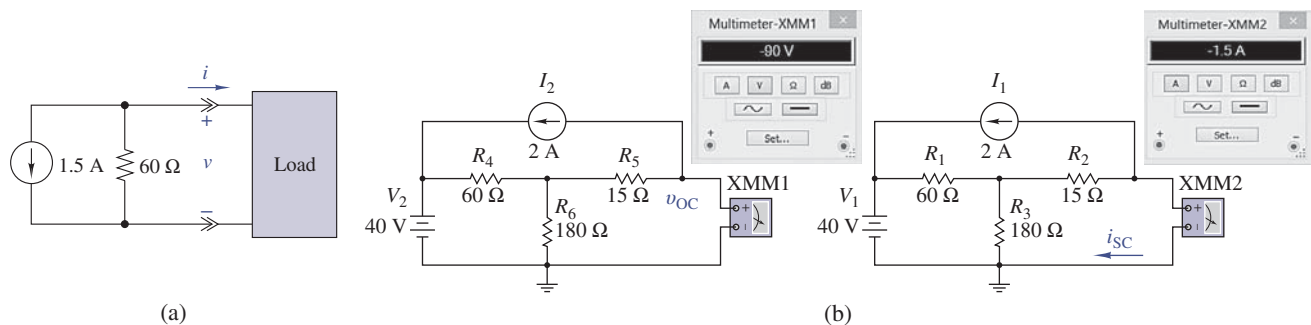 i
+
v
−
1.5 A
60 Ω
Load
(a)
Multimeter-XMM1
-90 V
A
V
Ω
dB
+
Set...
−
I2
2 A
R4
60 Ω
R5
15 Ω
V2
40 V
R6
180 Ω
vOC
XMM1
+
−
Multimeter-XMM2
-1.5 A
A
V
Ω
dB
+
Set...
−
I1
2 A
R1
60 Ω
R2
15 Ω
V1
40 V
R3
180 Ω
iSC
XMM2
+
−
(b)